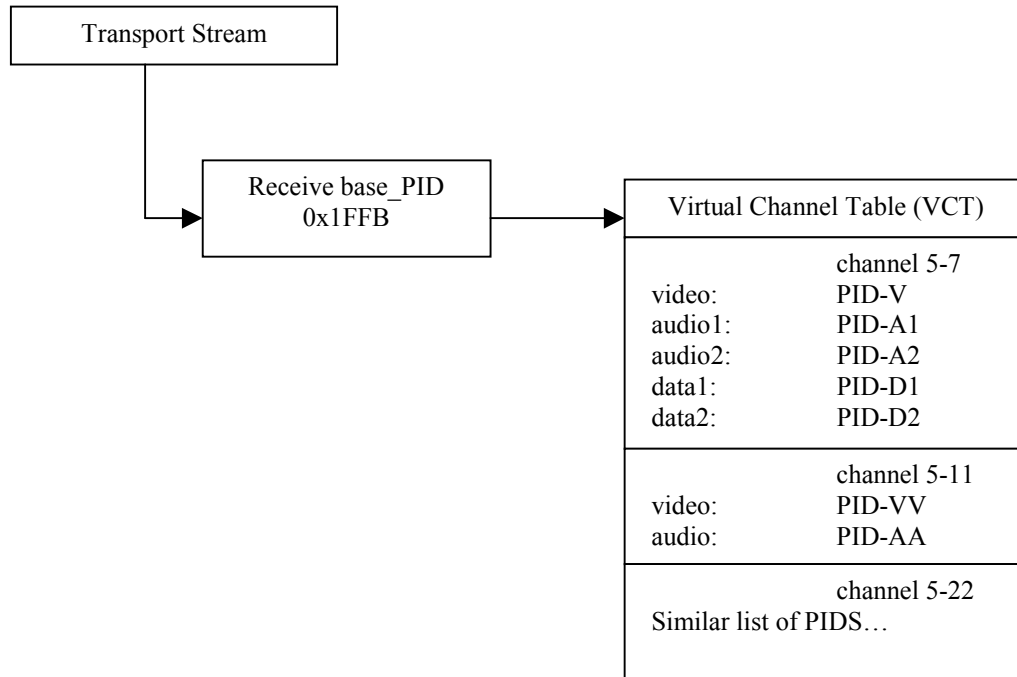 Transport Stream
Receive base_PID
0x1FFB
Virtual Channel Table (VCT)
channel 5-7
video: PID-V
audio1: PID-A1
audio2: PID-A2
data1: PID-D1
data2: PID-D2
channel 5-11
video: PID-VV
audio: PID-AA
channel 5-22
Similar list of PIDS…